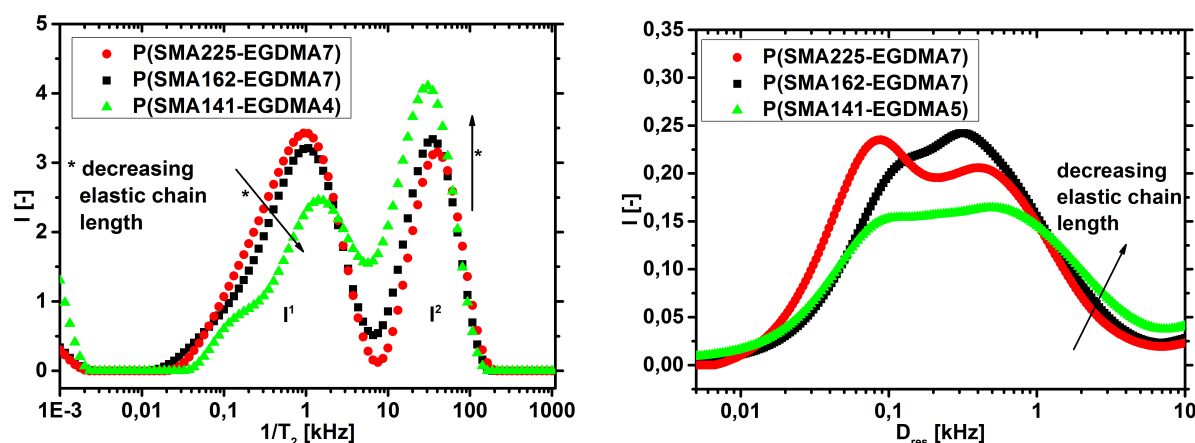 5
4
3
2
1
0
I [-]
P(SMA225-EGDMA7)
P(SMA162-EGDMA7)
P(SMA141-EGDMA4)
* decreasing
elastic chain
length
*
*
I¹
I²
1E-3 0,01 0,1 1 10 100 1000
1/T₂ [kHz]
0,35
0,30
0,25
0,20
0,15
0,10
0,05
0,00
I [-]
P(SMA225-EGDMA7)
P(SMA162-EGDMA7)
P(SMA141-EGDMA5)
decreasing
elastic chain
length
0,01 0,1 1 10
D_res [kHz]